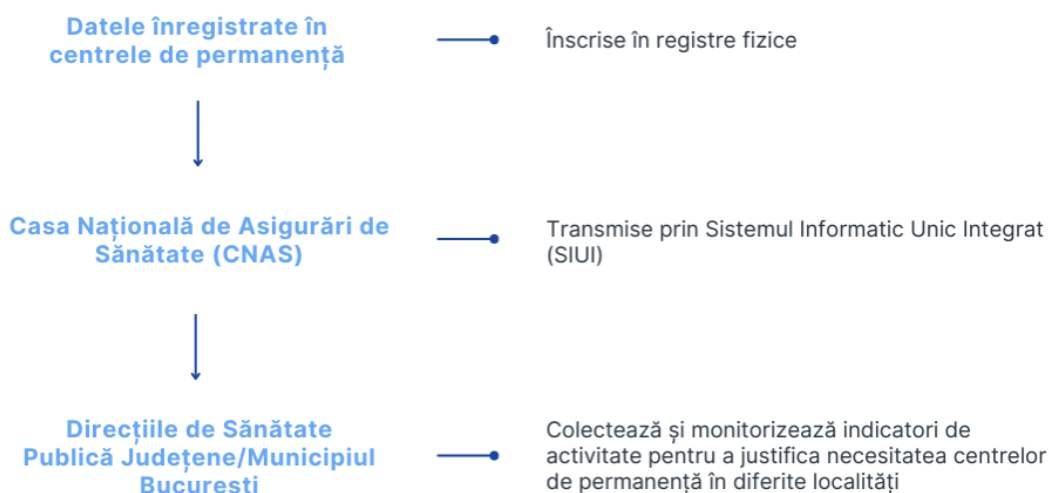 Datele înregistrate în
centrele de permanență
Înscrise în registre fizice
Casa Națională de Asigurări de
Sănătate (CNAS)
Transmise prin Sistemul Informatic Unic Integrat
(SIUI)
Direcțiile de Sănătate
Publică Județene/Municipiul
București
Colectează și monitorizează indicatori de
activitate pentru a justifica necesitatea centrelor
de permanență în diferite localități